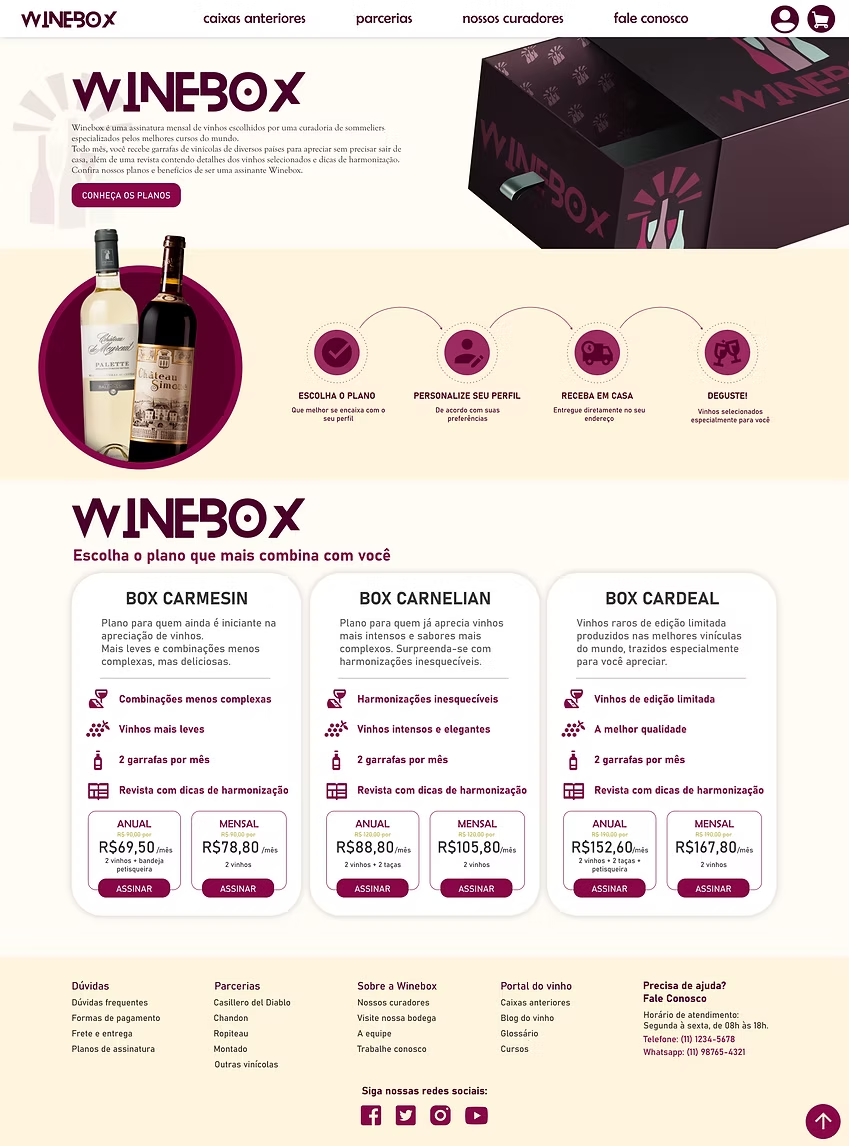 WINEBOX
caixas anteriores
parcerias
nossos curadores
fale conosco
WINEBOX
Winebox é uma assinatura mensal de vinhos escolhidos por uma curadoria de sommeliers
especializados pelos melhores cursos do mundo.
Todo mês, você recebe garrafas de vinícolas de diversos países para apreciar sem precisar sair de
casa, além de uma revista contendo detalhes dos vinhos selecionados e dicas de harmonização.
Confira nossos planos e benefícios de ser uma assinante Winebox.
CONHEÇA OS PLANOS
WINEBOX
WINEB
Château
PALETTE
Château
Simone
ESCOLHA O PLANO
Que melhor se encaixa com o
seu perfil
PERSONALIZE SEU PERFIL
De acordo com suas
preferências
RECEBA EM CASA
Entregue diretamente no seu
endereço
DEGUSTE!
Vinhos selecionados
especialmente para você
WINEBOX
Escolha o plano que mais combina com você
BOX CARMESIN
Plano para quem ainda é iniciante na
apreciação de vinhos.
Mais leves e combinações menos
complexas, mas deliciosas.
Combinações menos complexas
Vinhos mais leves
2 garrafas por mês
Revista com dicas de harmonização
ANUAL
R$ 90,00 por
R$69,50 /mês
2 vinhos + bandeja
petisqueira
ASSINAR
MENSAL
R$ 90,00 por
R$78,80 /mês
2 vinhos
ASSINAR
BOX CARNELIAN
Plano para quem já aprecia vinhos
mais intensos e sabores mais
complexos. Surpreenda-se com
harmonizações inesquecíveis.
Harmonizações inesquecíveis
Vinhos intensos e elegantes
2 garrafas por mês
Revista com dicas de harmonização
ANUAL
R$ 120,00 por
R$88,80/mês
2 vinhos + 2 taças
ASSINAR
MENSAL
R$ 120,00 por
R$105,80/mês
2 vinhos
ASSINAR
BOX CARDEAL
Vinhos raros de edição limitada
produzidos nas melhores vinículas
do mundo, trazidos especialmente
para você apreciar.
Vinhos de edição limitada
A melhor qualidade
2 garrafas por mês
Revista com dicas de harmonização
ANUAL
R$ 190,00 por
R$152,60/mês
2 vinhos + 2 taças +
petisqueira
ASSINAR
MENSAL
R$ 190,00 por
R$167,80/mês
2 vinhos
ASSINAR
Dúvidas
Dúvidas frequentes
Formas de pagamento
Frete e entrega
Planos de assinatura
Parcerias
Casillero del Diablo
Chandon
Ropiteau
Montado
Outras vinícolas
Sobre a Winebox
Nossos curadores
Visite nossa bodega
A equipe
Trabalhe conosco
Portal do vinho
Caixas anteriores
Blog do vinho
Glossário
Cursos
Precisa de ajuda?
Fale Conosco
Horário de atendimento:
Segunda à sexta, de 08h às 18h.
Telefone: (11) 1234-5678
Whatsapp: (11) 98765-4321
Siga nossas redes sociais: